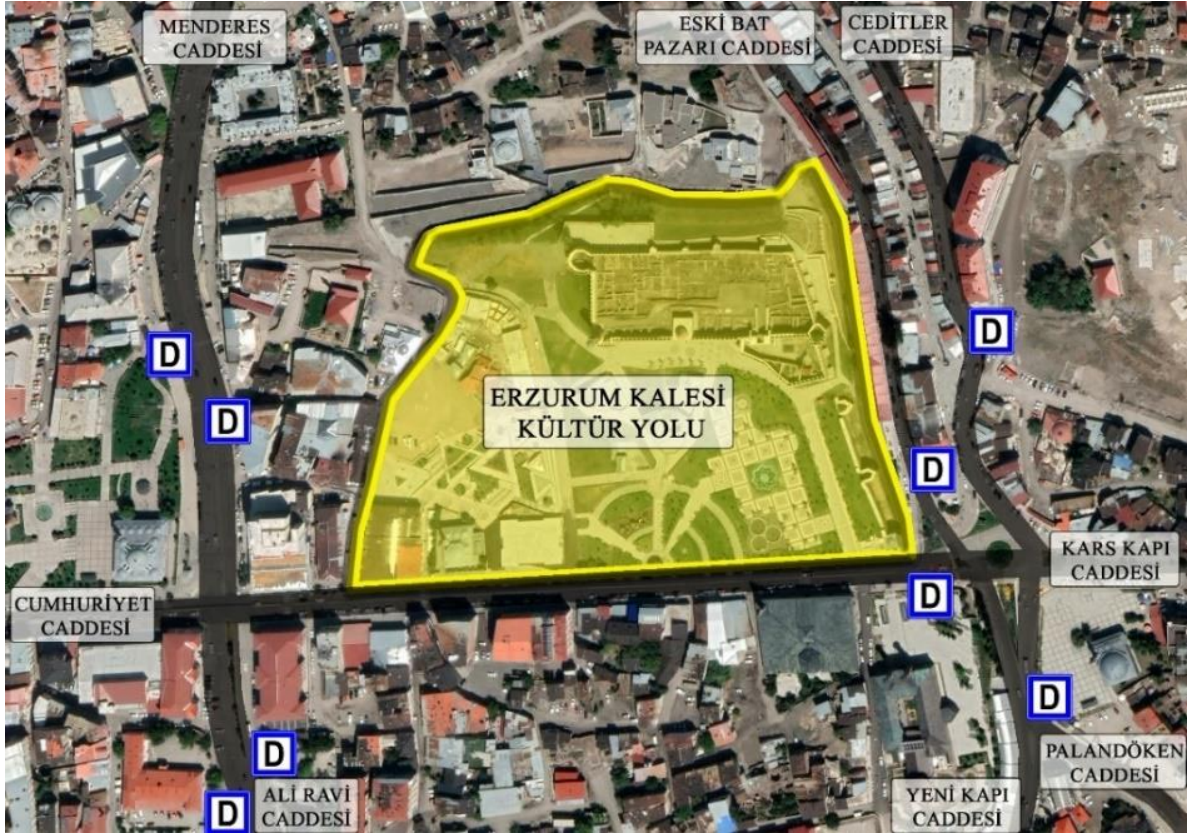 MENDERES
CADDESİ
ESKİ BAT
PAZARI CADDESİ
CEDİTLER
CADDESİ
D
D
D
ERZURUM KALESİ
KÜLTÜR YOLU
D
KARS KAPI
CADDESİ
CUMHURİYET
CADDESİ
D
D
D
ALİ RAVİ
CADDESİ
D
YENİ KAPI
CADDESİ
PALANDÖKEN
CADDESİ